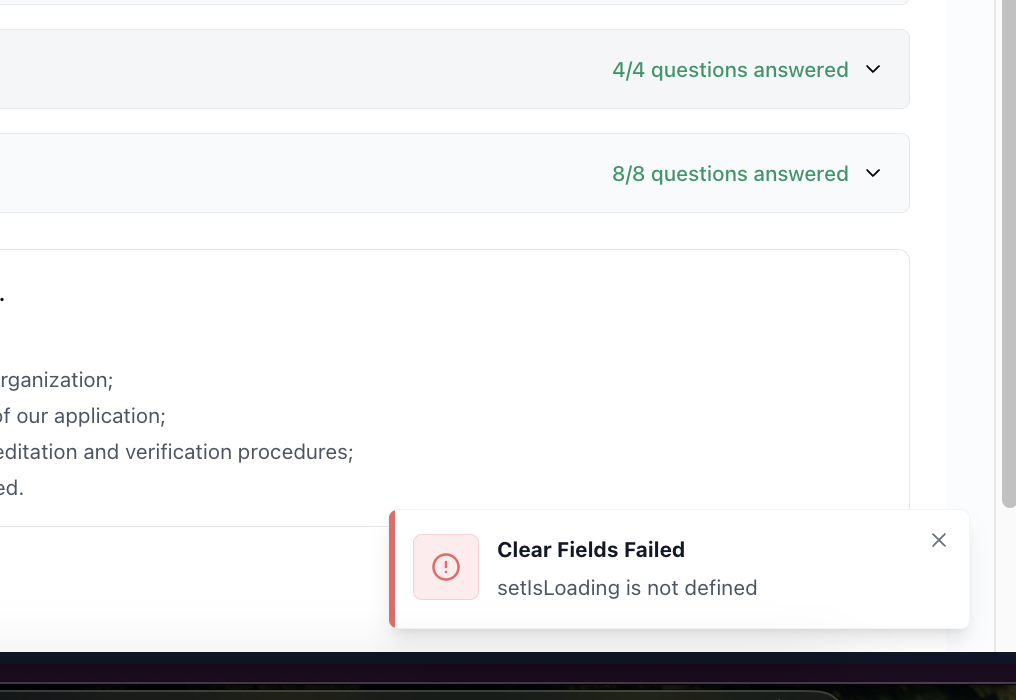 4/4 questions answered
8/8 questions answered
.
rganization;
of our application;
editation and verification procedures;
ed.
Clear Fields Failed
setIsLoading is not defined